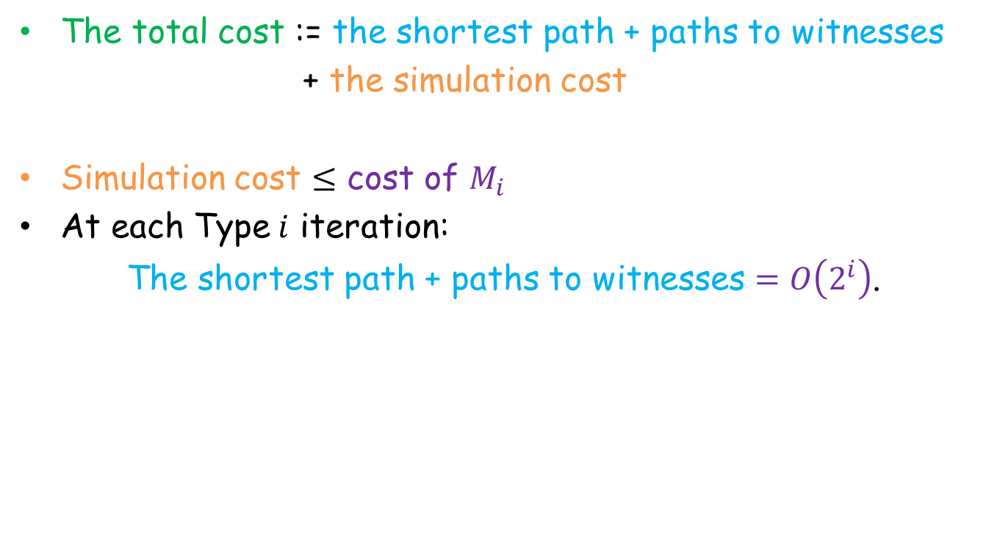 • The total cost := the shortest path + paths to witnesses
+ the simulation cost
• Simulation cost ≤ cost of $M_i$
• At each Type $i$ iteration:
The shortest path + paths to witnesses = $O(2^i)$.